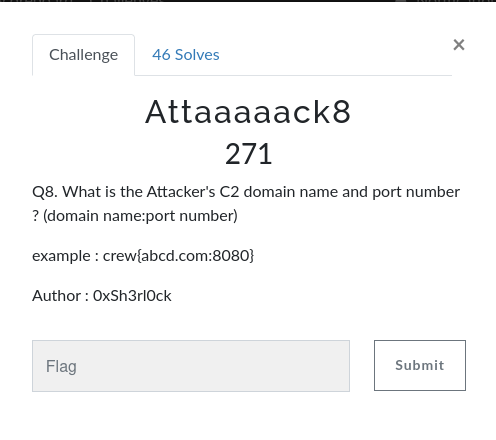 Challenge
46 Solves
×
Attaaaaack8
271
Q8. What is the Attacker's C2 domain name and port number
? (domain name:port number)
example : crew{abcd.com:8080}
Author : 0xSh3rl0ck
Flag
Submit